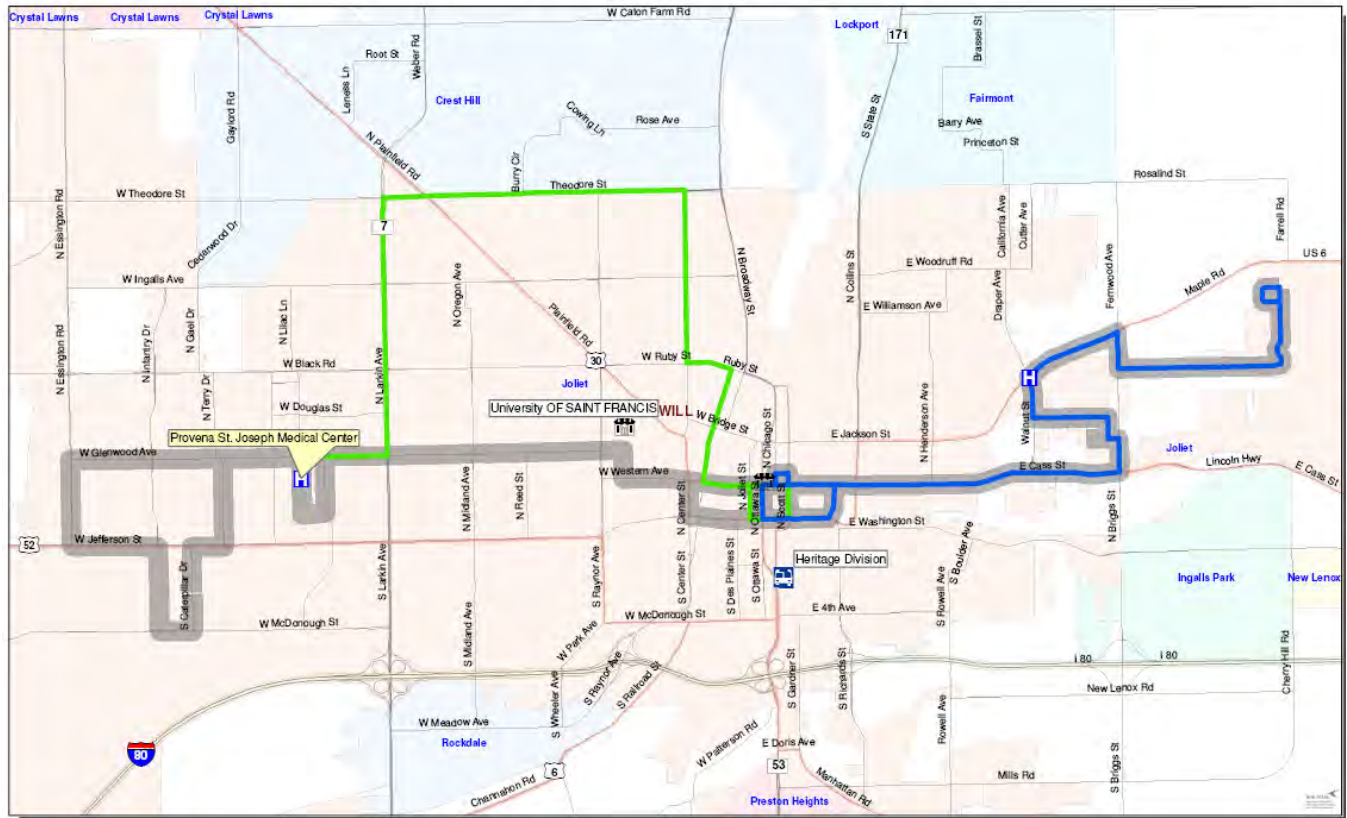 Crystal Lawns
Crystal Lawns
Crystal Lawns
W Caton Farm Rd
Lockport
171
Brassel St
Root St
Weber Rd
Leness Ln
Gaylord Rd
Crest Hill
Cowing Ln
Rose Ave
S State St
Fairmont
Barry Ave
Princeton St
N Plainfield Rd
Burry Cir
Theodore St
W Theodore St
Rosalind St
N Essington Rd
7
Cedarwood Dr
California Ave
Cutter Ave
Farrell Rd
US 6
W Ingalls Ave
N Broadway St
E Woodruff Rd
Fernwood Ave
Maple Rd
N Oregon Ave
N Collins St
E Williamson Ave
Draper Ave
N Lilac Ln
Plainfield Rd
N Essington Rd
N Infantry Dr
N Gael Dr
N Larkin Ave
W Black Rd
30
W Ruby St
Ruby St
Joliet
N Terry Dr
W Douglas St
University OF SAINT FRANCIS
WILL
W Bridge St
N Chicago St
E Jackson St
N Henderson Ave
H
Walnut St
Provena St. Joseph Medical Center
W Glenwood Ave
H
Joliet
Lincoln Hwy
E Cass St
E Cass St
W Western Ave
N Midland Ave
N Reed St
N Center St
N Joliet St
N Ottawa St
N Scott St
E Washington St
N Briggs St
52
W Jefferson St
S Caterpillar Dr
S Larkin Ave
S Raynor Ave
S Center St
S Des Plaines St
S Ottawa St
Heritage Division
S Boulder Ave
S Rowell Ave
Ingalls Park
New Lenox
W McDonough St
W McDonough St
E 4th Ave
S Midland Ave
W Park Ave
S Raynor Ave
S Railroad St
S Wheeler Ave
S Gardner St
S Richards St
I 80
I 80
Cherry Hill Rd
New Lenox Rd
Rowell Ave
W Meadow Ave
Rockdale
80
6
Channahon Rd
W Patterson Rd
E Doris Ave
53
Manhattan Rd
Mills Rd
S Briggs St
Preston Heights